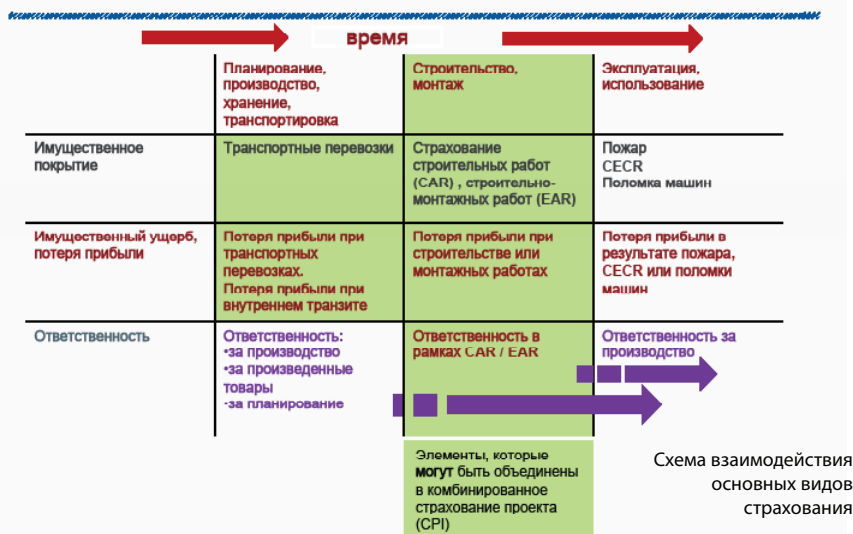 время
Планирование,
производство,
хранение,
транспортировка
Строительство,
монтаж
Эксплуатация,
использование
Имущественное
покрытие
Транспортные перевозки
Страхование
строительных работ
(CAR) , строительно-
монтажных работ (EAR)
Пожар
CECR
Поломка машин
Имущественный ущерб,
потеря прибыли
Потеря прибыли при
транспортных
перевозках.
Потеря прибыли при
внутреннем транзите
Потеря прибыли при
строительстве или
монтажных работах
Потеря прибыли в
результате пожара,
CECR или поломки
машин
Ответственность
Ответственность:
•за производство
•за произведенные
товары
-за планирование
Ответственность в
рамках CAR / EAR
Ответственность за
производство
Элементы, которые
могут быть объединены
в комбинированное
страхование проекта
(CPI)
Схема взаимодействия
основных видов
страхования